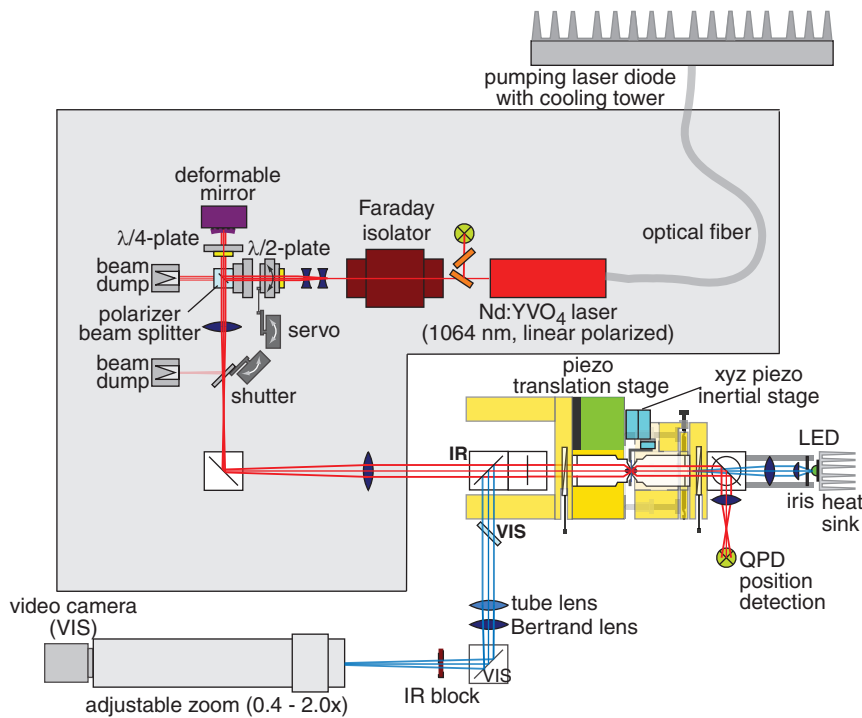 pumping laser diode
with cooling tower
deformable
mirror
Faraday
isolator
λ/4-plate
λ/2-plate
optical fiber
beam
dump
polarizer
beam splitter
servo
Nd:YVO4 laser
(1064 nm, linear polarized)
beam
dump
shutter
piezo
translation stage
xyz piezo
inertial stage
LED
IR
iris
heat
sink
VIS
QPD
position
detection
video camera
(VIS)
tube lens
Bertrand lens
VIS
IR block
adjustable zoom (0.4 - 2.0x)